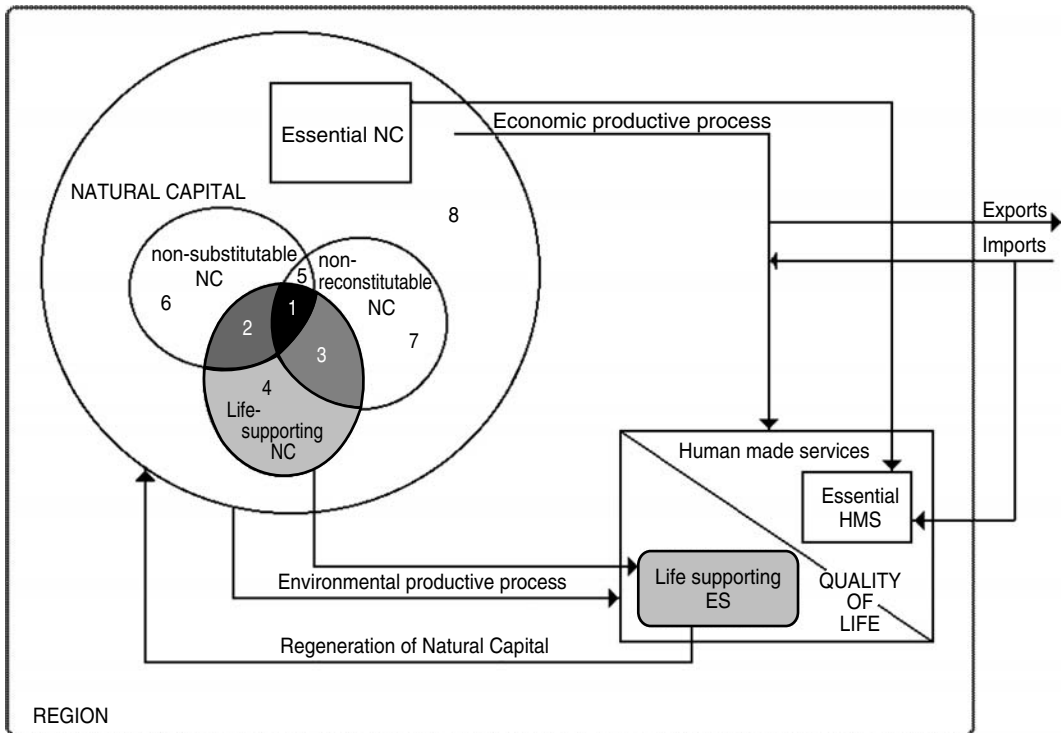 Essential NC
Economic productive process
NATURAL CAPITAL
8
Exports
Imports
non-substitutable
NC
6
5
non-
reconstitutable
NC
7
1
2
3
4
Life-
supporting
NC
Human made services
Essential
HMS
Life supporting
ES
QUALITY
OF
LIFE
Environmental productive process
Regeneration of Natural Capital
REGION